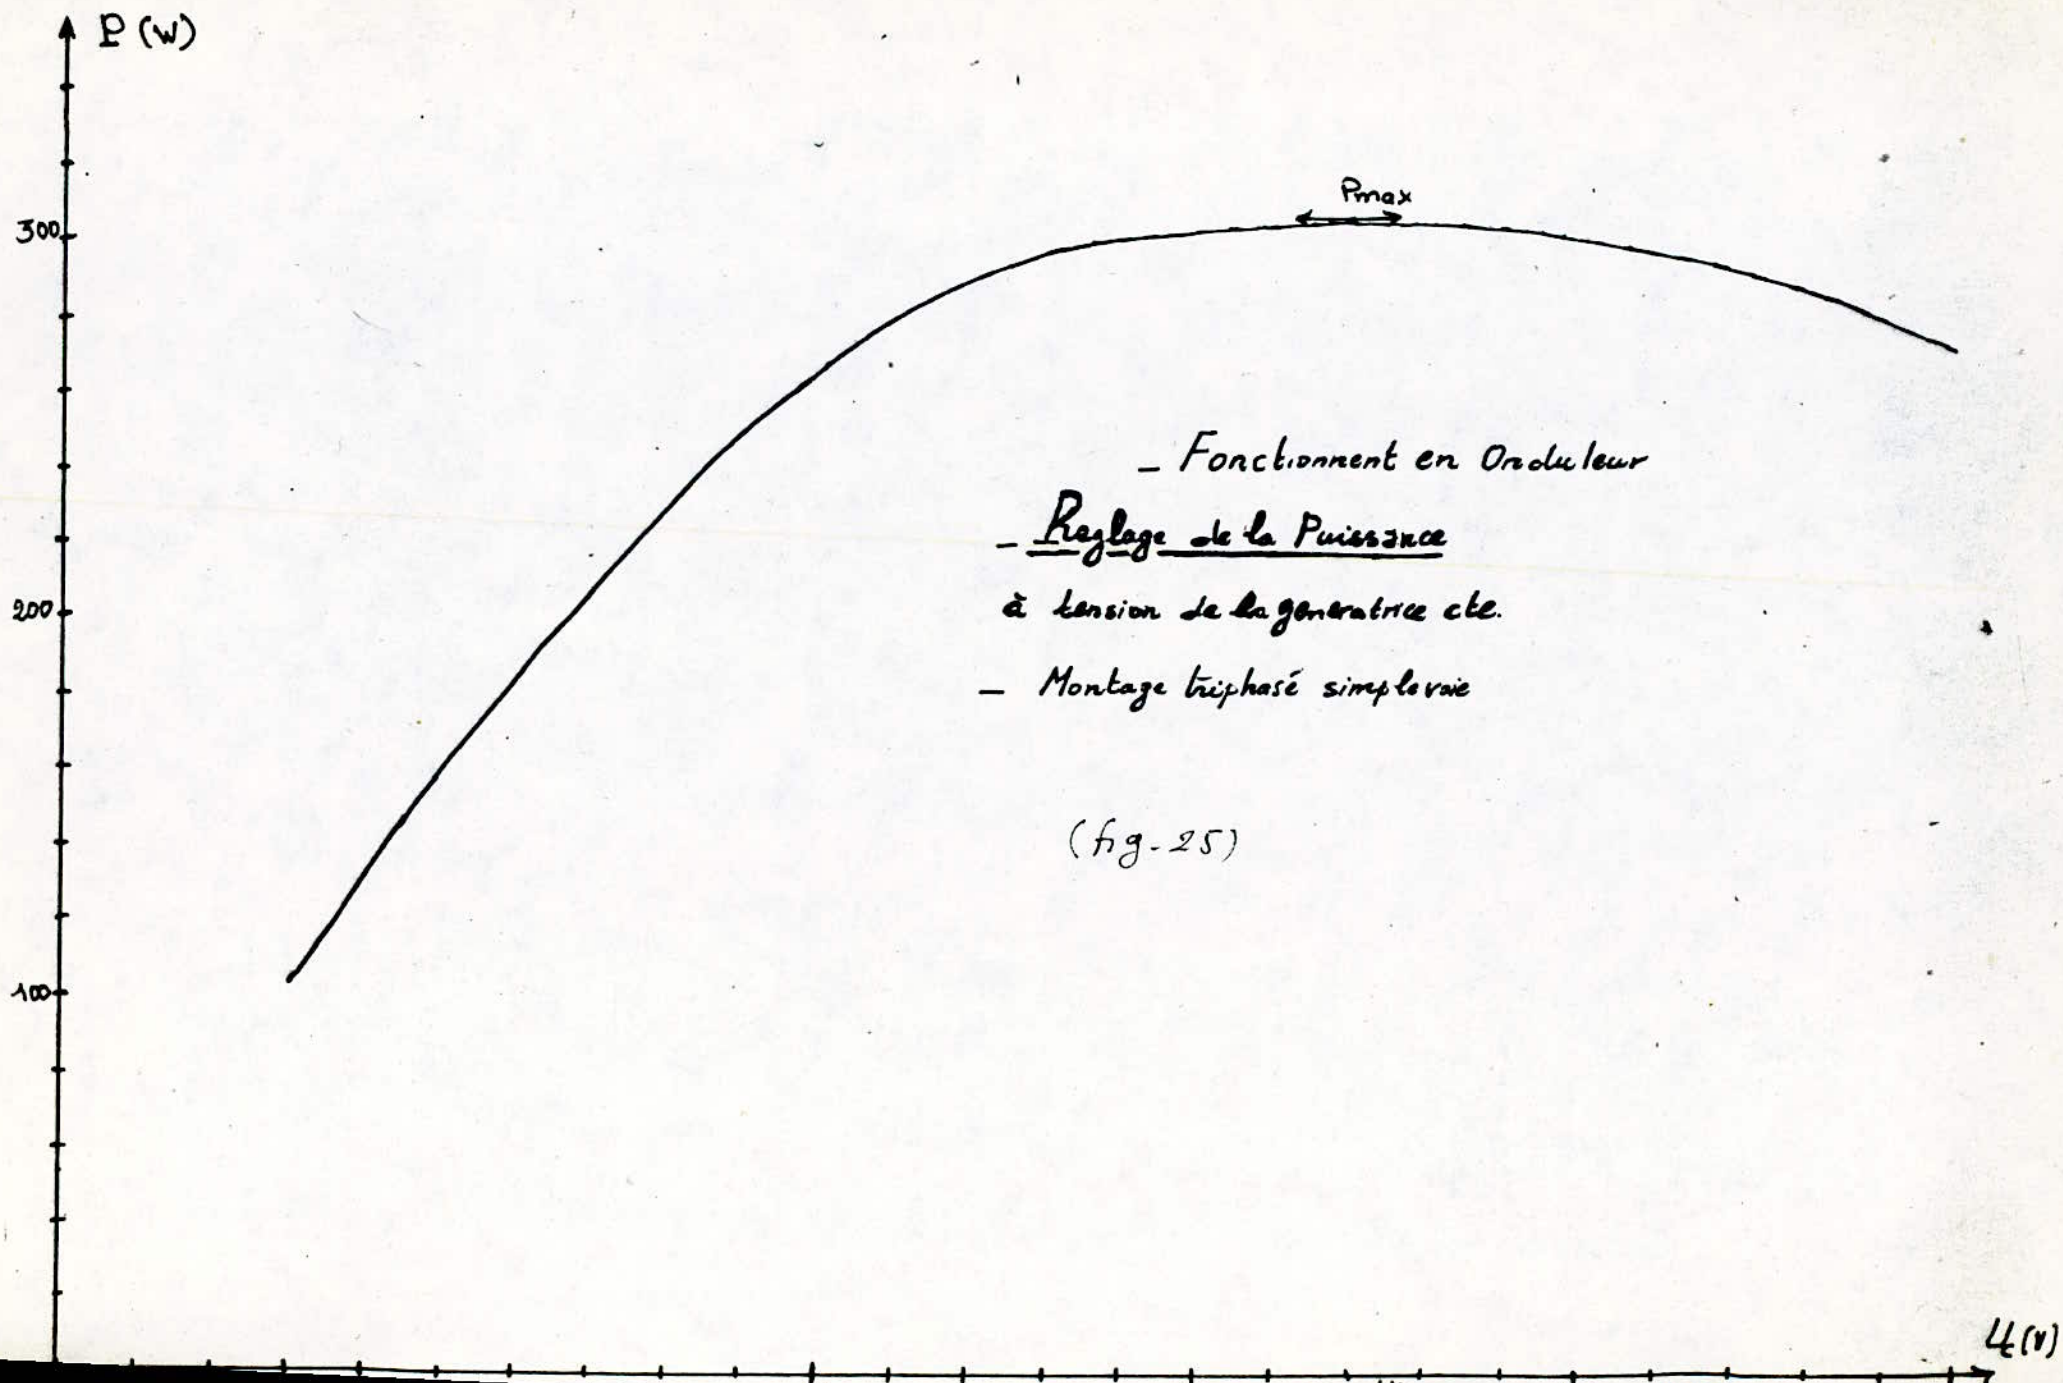 P (W)
Pmax
300
_ Fonctionnent en Onduleur
_ Reglage de la Puissance
200
à tension de la generatrice cte.
_ Montage triphasé simple voie
(fig-25)
100
(V)